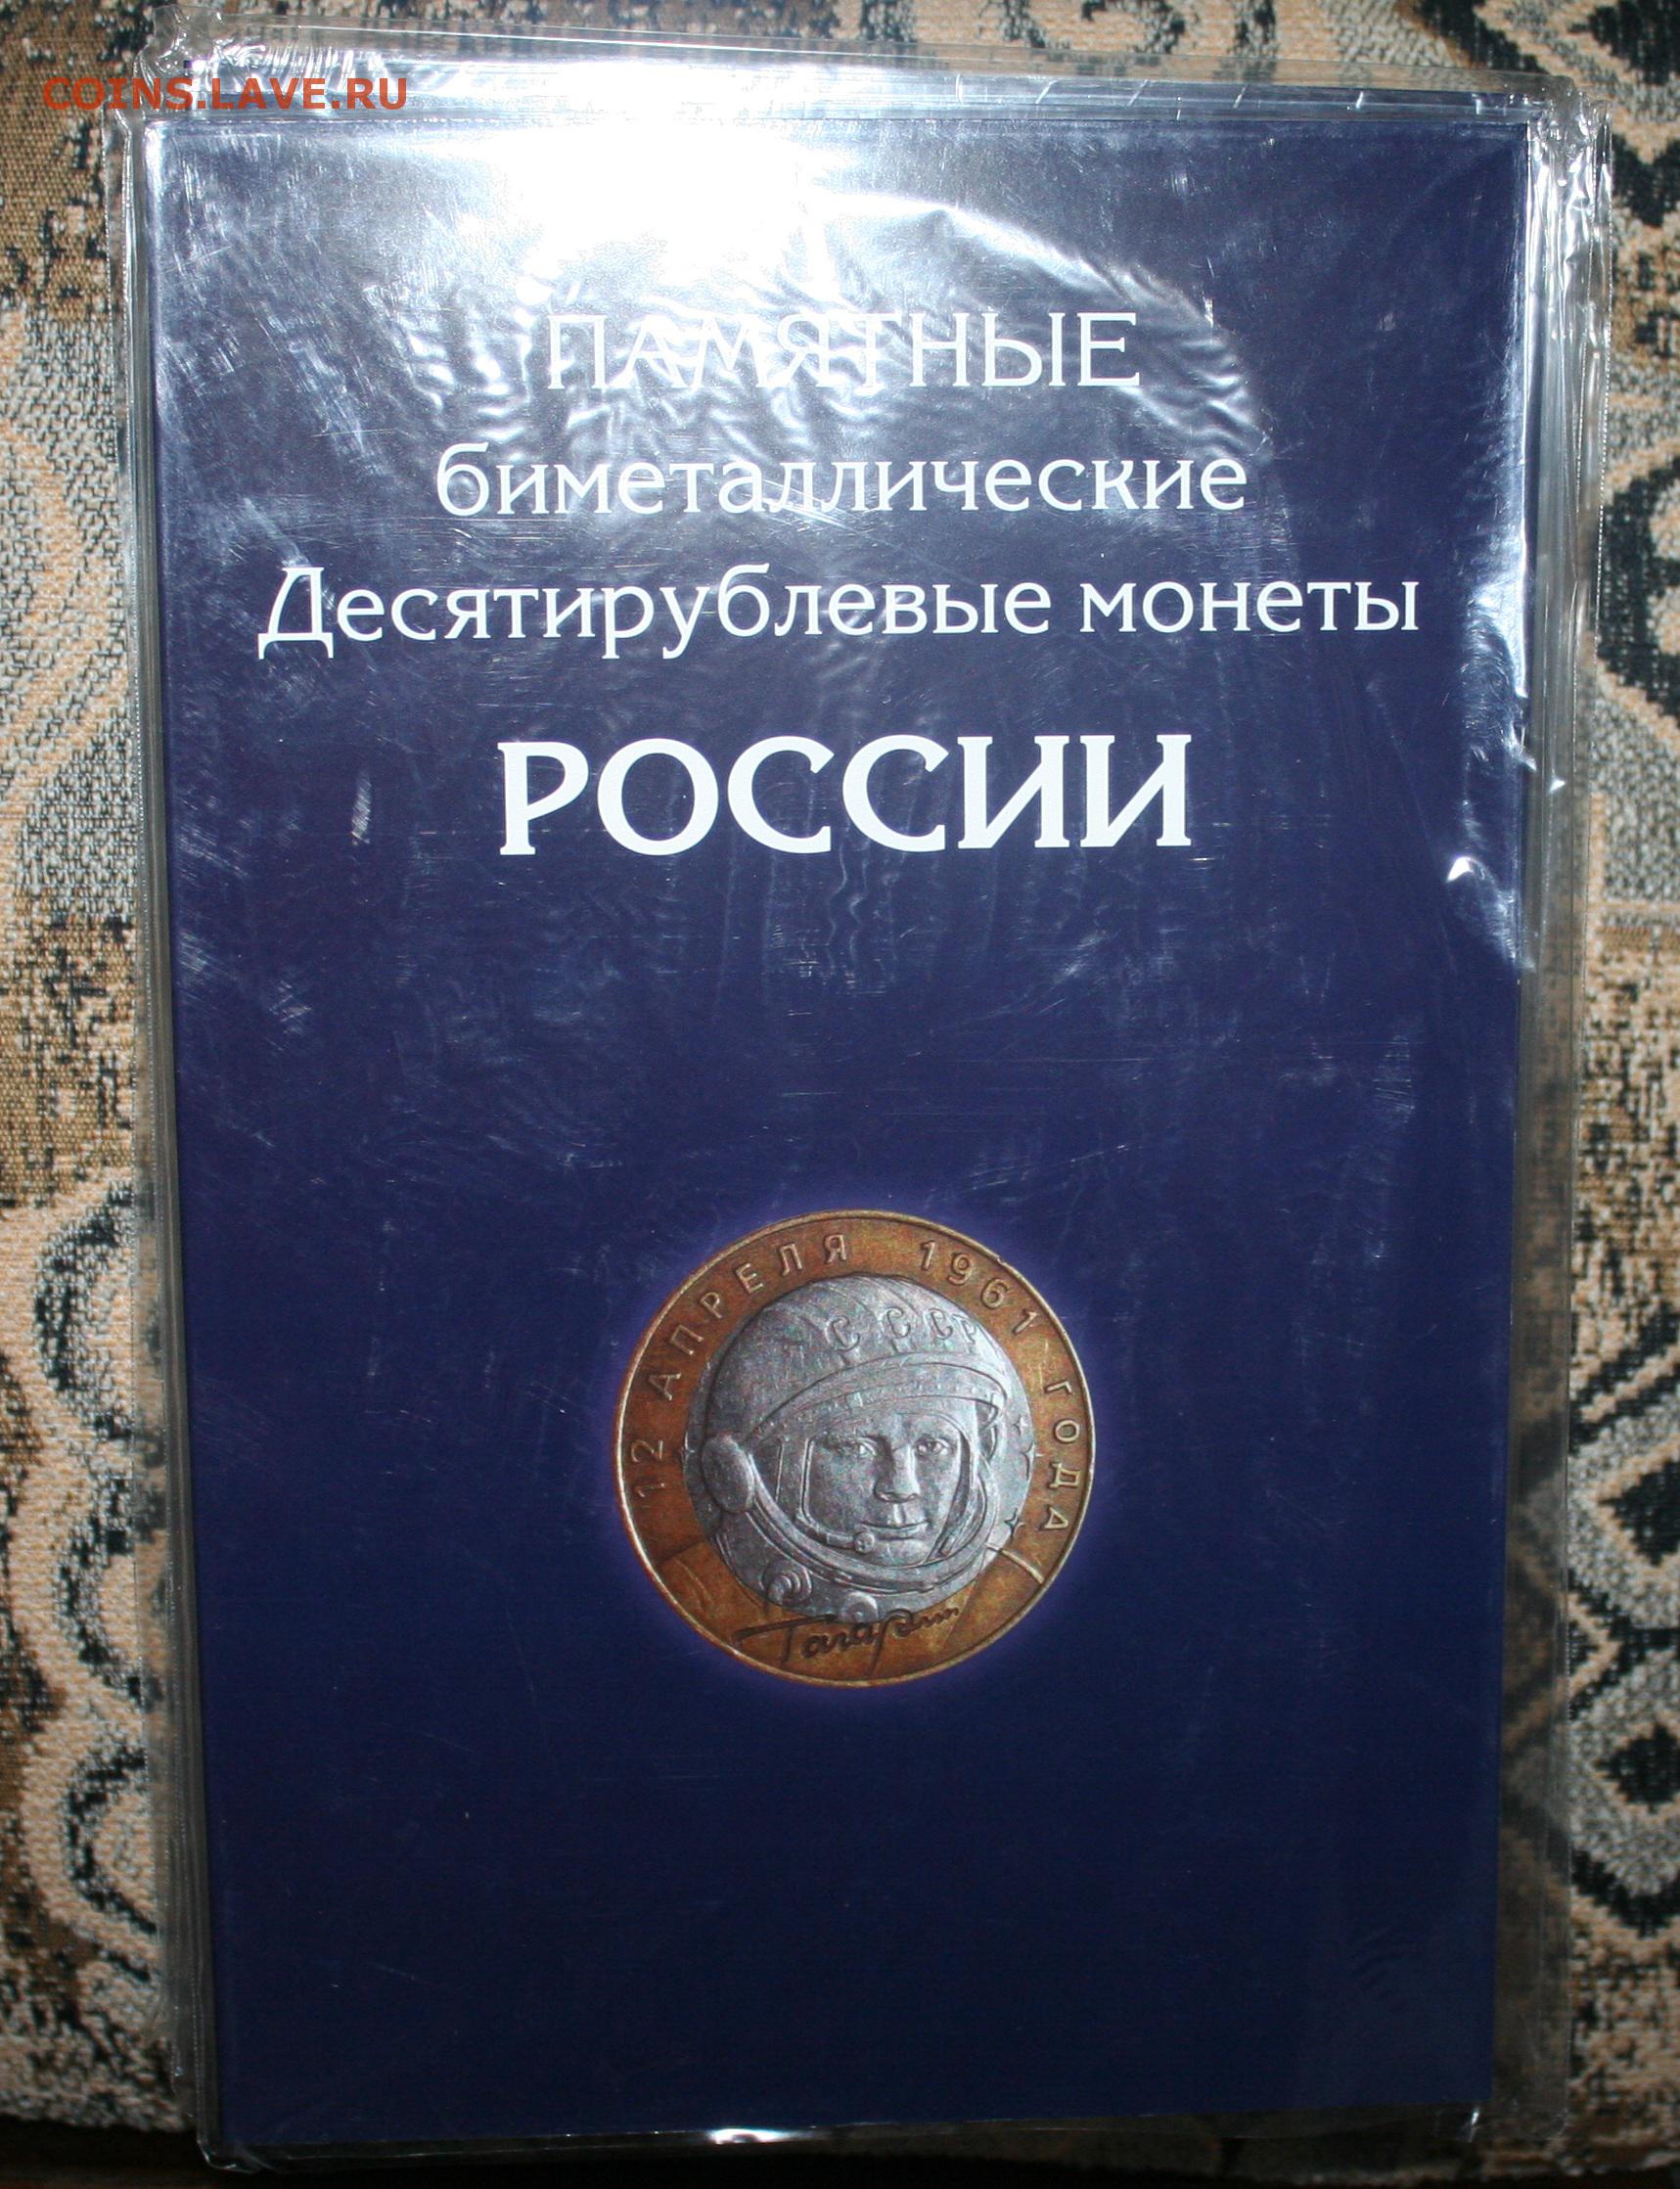 COINS.LAVE.RU
ПАМЯТНЫЕ
биметаллические
Десятирублевые монеты
РОССИИ
12 АПРЕЛЯ 1961 ГОДА
СССР
Гагарин